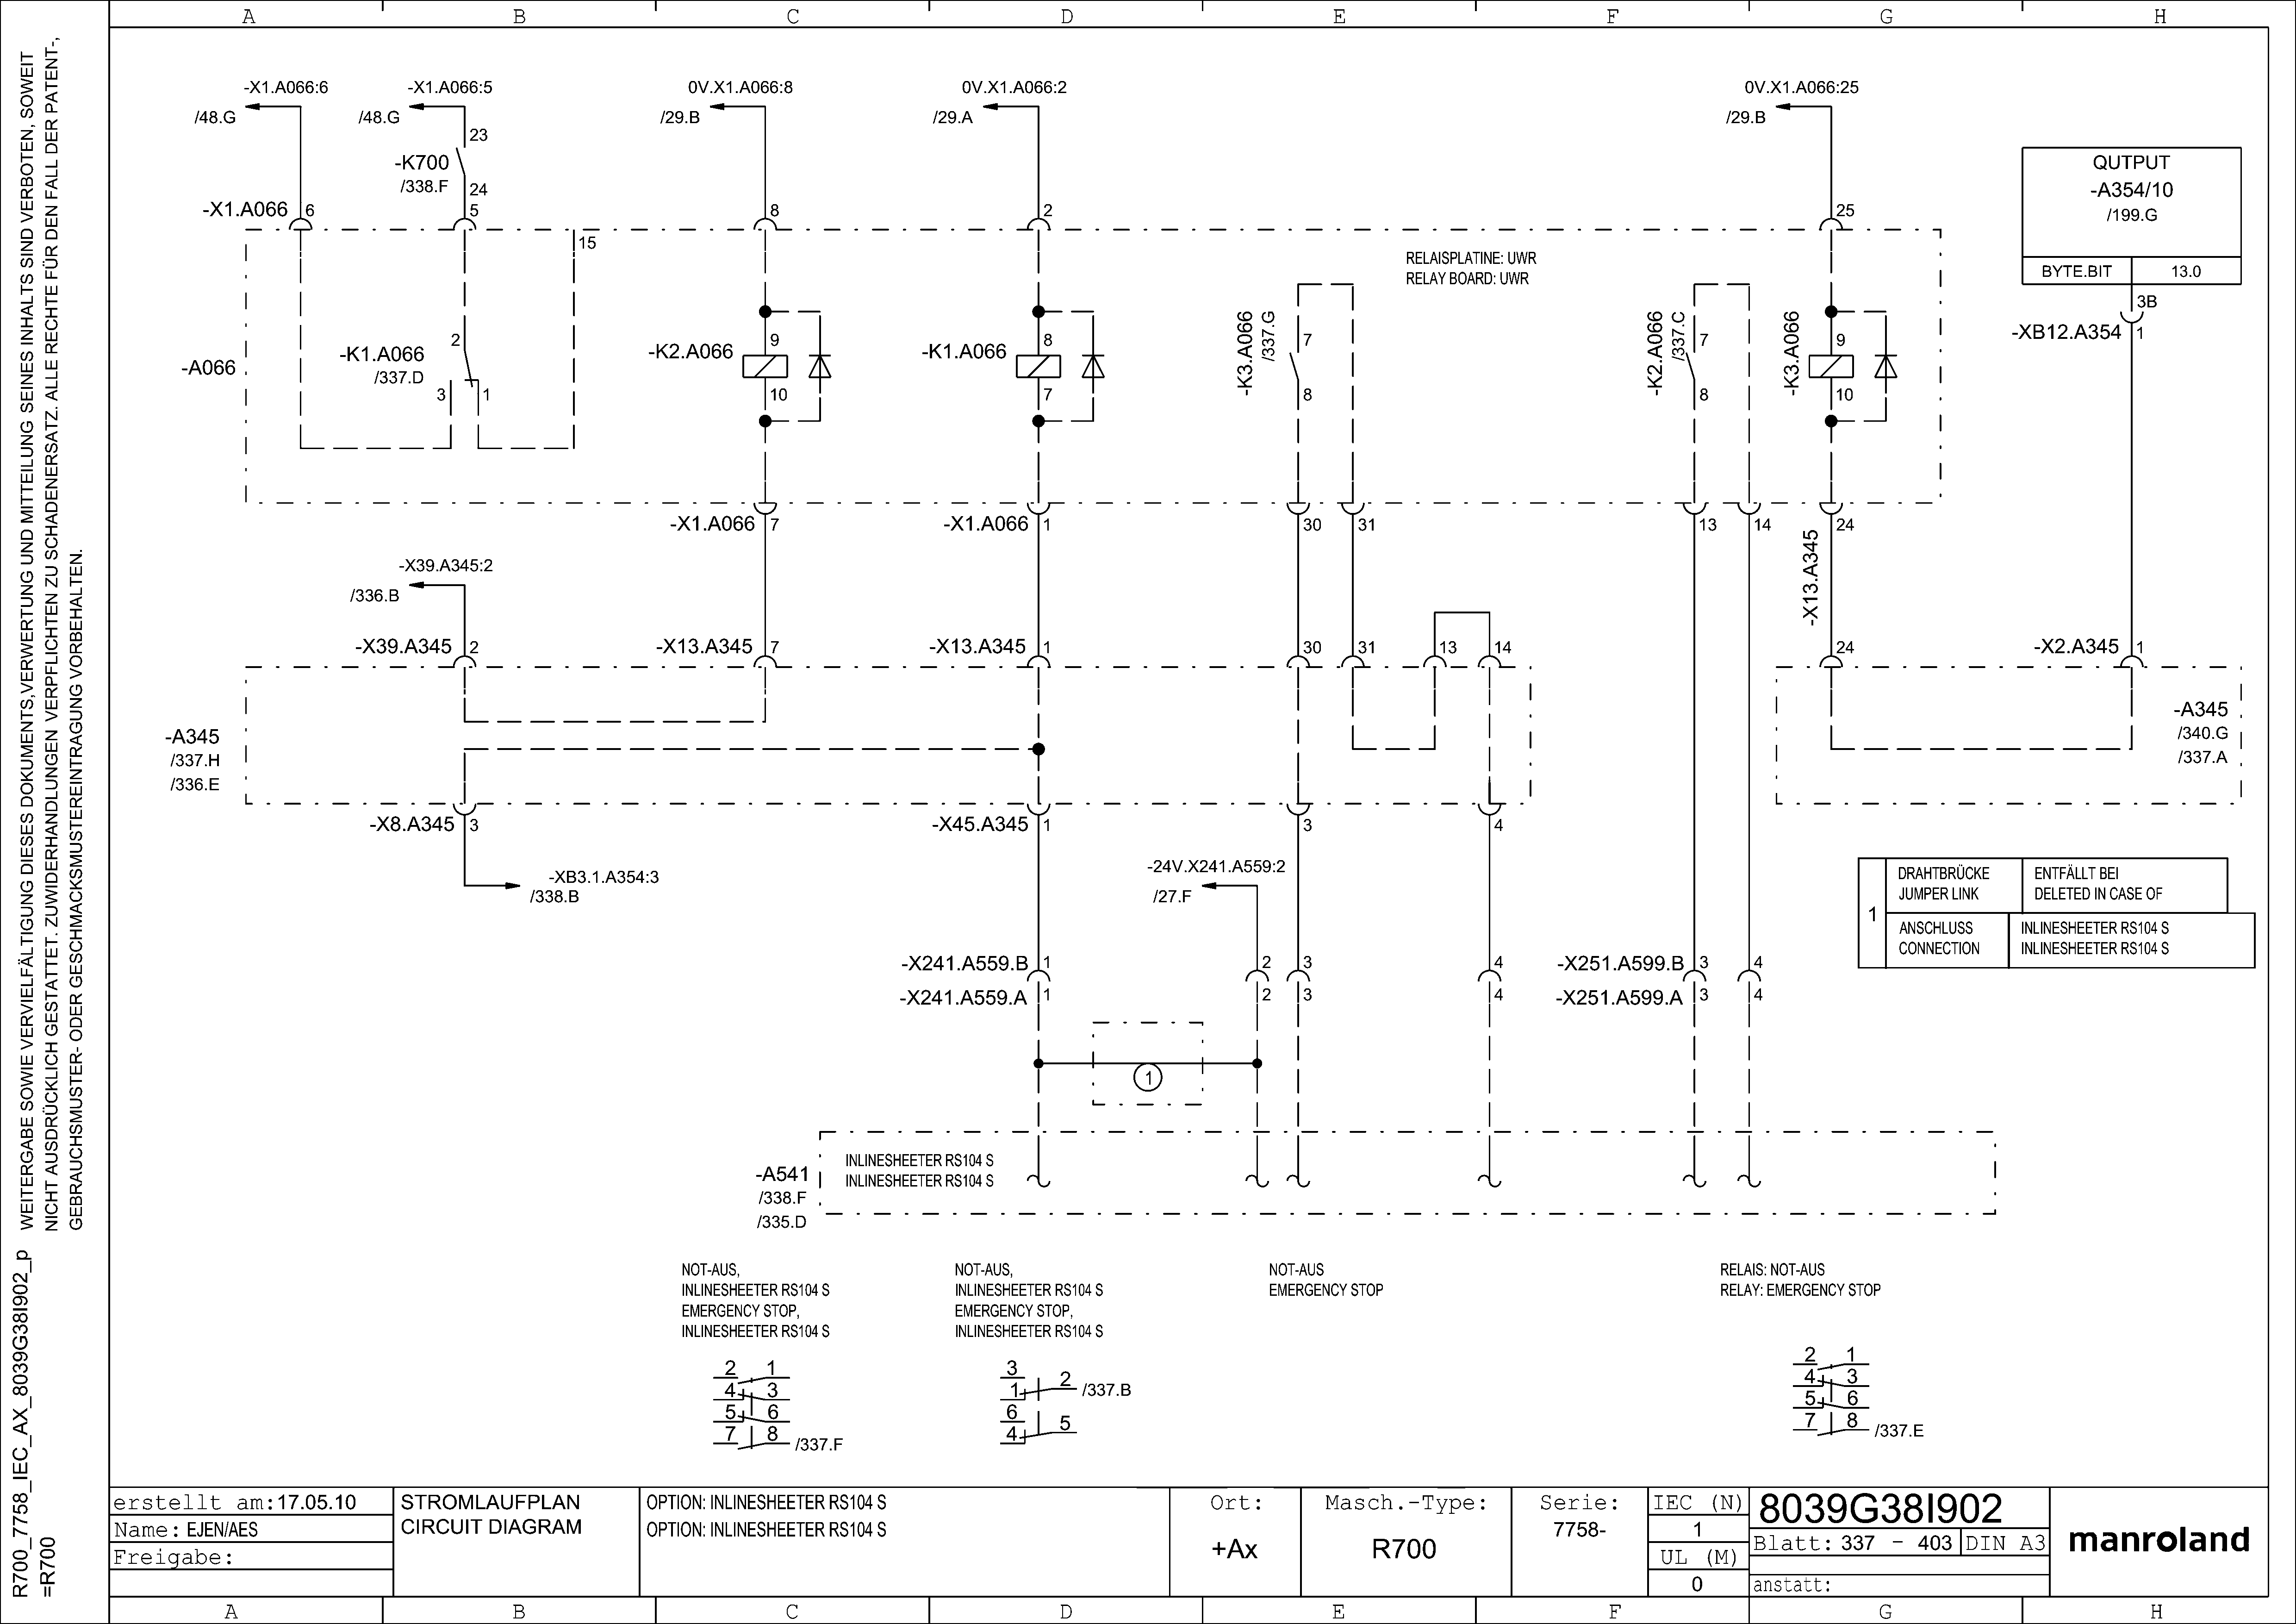 A B C D E F G H
WEITERGABE SOWIE VERVIELFÄLTIGUNG DIESES DOKUMENTS,VERWERTUNG UND MITTEILUNG SEINES INHALTS SIND VERBOTEN, SOWEIT
NICHT AUSDRÜCKLICH GESTATTET. ZUWIDERHANDLUNGEN VERPFLICHTEN ZU SCHADENERSATZ. ALLE RECHTE FÜR DEN FALL DER PATENT-,
GEBRAUCHSMUSTER- ODER GESCHMACKSMUSTEREINTRAGUNG VORBEHALTEN.
R700_7758_IEC_AX_8039G38I902_p
=R700
-X1.A066:6 -X1.A066:5 0V.X1.A066:8 0V.X1.A066:2 0V.X1.A066:25
/48.G /48.G /29.B /29.A /29.B
23
-K700
/338.F
24
QUTPUT
-A354/10
/199.G
BYTE.BIT 13.0
3B
-XB12.A354 1
-X1.A066 6 5 8 2 25
15
RELAISPLATINE: UWR
RELAY BOARD: UWR
-A066
-K1.A066
/337.D
2
3 1
-K2.A066
9
10
-K1.A066
8
7
-K3.A066
/337.G
7
8
-K2.A066
/337.C
7
8
-K3.A066
9
10
-X1.A066 7 -X1.A066 1 30 31 13 14 24
-X13.A345
-X39.A345:2
/336.B
-X39.A345 2 -X13.A345 7 -X13.A345 1 30 31 13 14 24 -X2.A345 1
-A345
/337.H
/336.E
-A345
/340.G
/337.A
-X8.A345 3 -X45.A345 1 3 4
-XB3.1.A354:3
/338.B
-24V.X241.A559:2
/27.F
1
DRAHTBRÜCKE ENTFÄLLT BEI
JUMPER LINK DELETED IN CASE OF
ANSCHLUSS INLINESHEETER RS104 S
CONNECTION INLINESHEETER RS104 S
-X241.A559.B 1 2 3 4 -X251.A599.B 3 4
-X241.A559.A 1 2 3 4 -X251.A599.A 3 4
1
-A541
/338.F
/335.D
INLINESHEETER RS104 S
INLINESHEETER RS104 S
NOT-AUS,
INLINESHEETER RS104 S
EMERGENCY STOP,
INLINESHEETER RS104 S
NOT-AUS,
INLINESHEETER RS104 S
EMERGENCY STOP,
INLINESHEETER RS104 S
NOT-AUS
EMERGENCY STOP
RELAIS: NOT-AUS
RELAY: EMERGENCY STOP
2 1
4 3
5 6
7 8 /337.F
3
1 2 /337.B
6
4 5
2 1
4 3
5 6
7 8 /337.E
erstellt am:17.05.10
Name: EJEN/AES
Freigabe:
STROMLAUFPLAN
CIRCUIT DIAGRAM
OPTION: INLINESHEETER RS104 S
OPTION: INLINESHEETER RS104 S
Ort:
+Ax
Masch.-Type:
R700
Serie:
7758-
IEC (N)
1
UL (M)
0
8039G38I902
Blatt: 337 - 403 DIN A3
anstatt:
manroland
A B C D E F G H